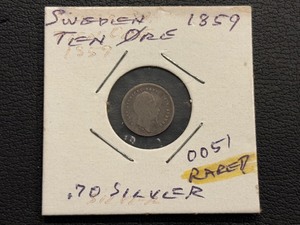 SWEDEN 1859
TEN ØRE
0051
RARE
.70 SILVER